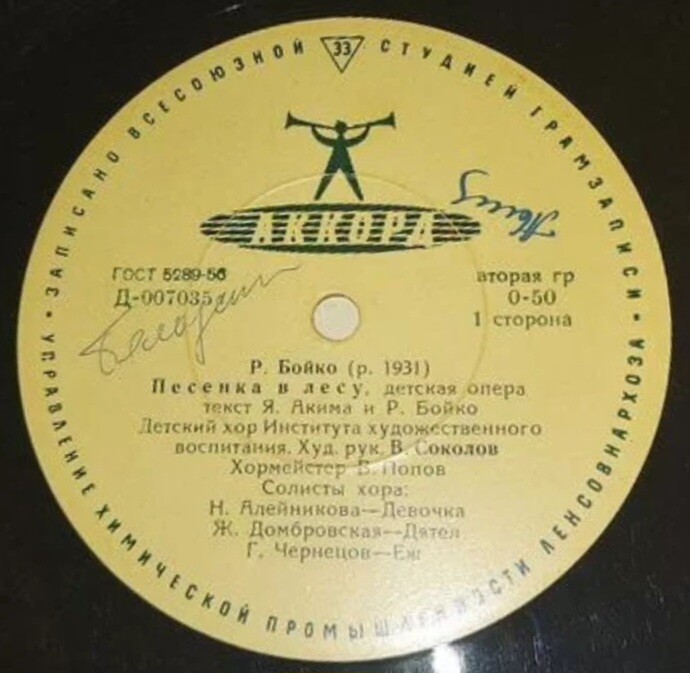 ЗАПИСАНО ВСЕСОЮЗНОЙ 33 СТУДИЕЙ ГРАМЗАПИСИ
АККОРД
ГОСТ 5289-56
Д-007035
вторая гр
0-50
1 сторона
Р. Бойко (р. 1931)
Песенка в лесу, детская опера
текст Я. Акима и Р. Бойко
Детский хор Института художественного
воспитания. Худ. рук. В. Соколов
Хормейстер В. Попов
Солисты хора:
Н. Алейникова—Девочка
Ж. Домбровская—Дятел
Г. Чернецов—Еж
УПРАВЛЕНИЕ ХИМИЧЕСКОЙ ПРОМЫШЛЕННОСТИ ЛЕНСОВНАРХОЗА